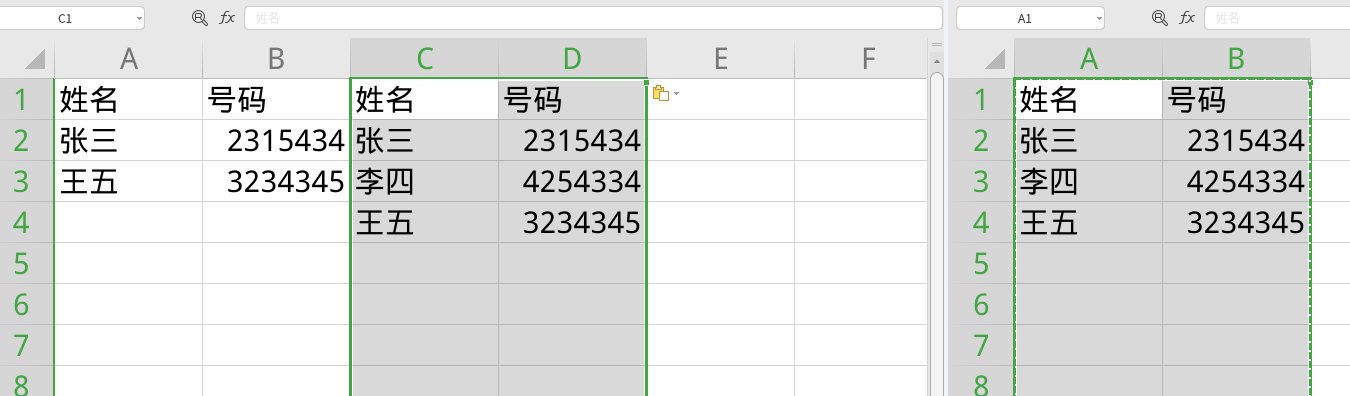 C1 fx 姓名
A B C D E F
1 姓名 号码 姓名 号码
2 张三 2315434 张三 2315434
3 王五 3234345 李四 4254334
4 王五 3234345
5
6
7
8
A1 fx 姓名
A B
1 姓名 号码
2 张三 2315434
3 李四 4254334
4 王五 3234345
5
6
7
8